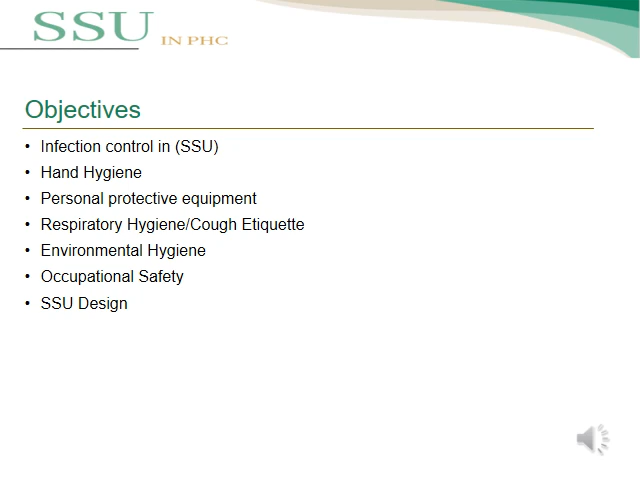 SSU IN PHC
Objectives
• Infection control in (SSU)
• Hand Hygiene
• Personal protective equipment
• Respiratory Hygiene/Cough Etiquette
• Environmental Hygiene
• Occupational Safety
• SSU Design